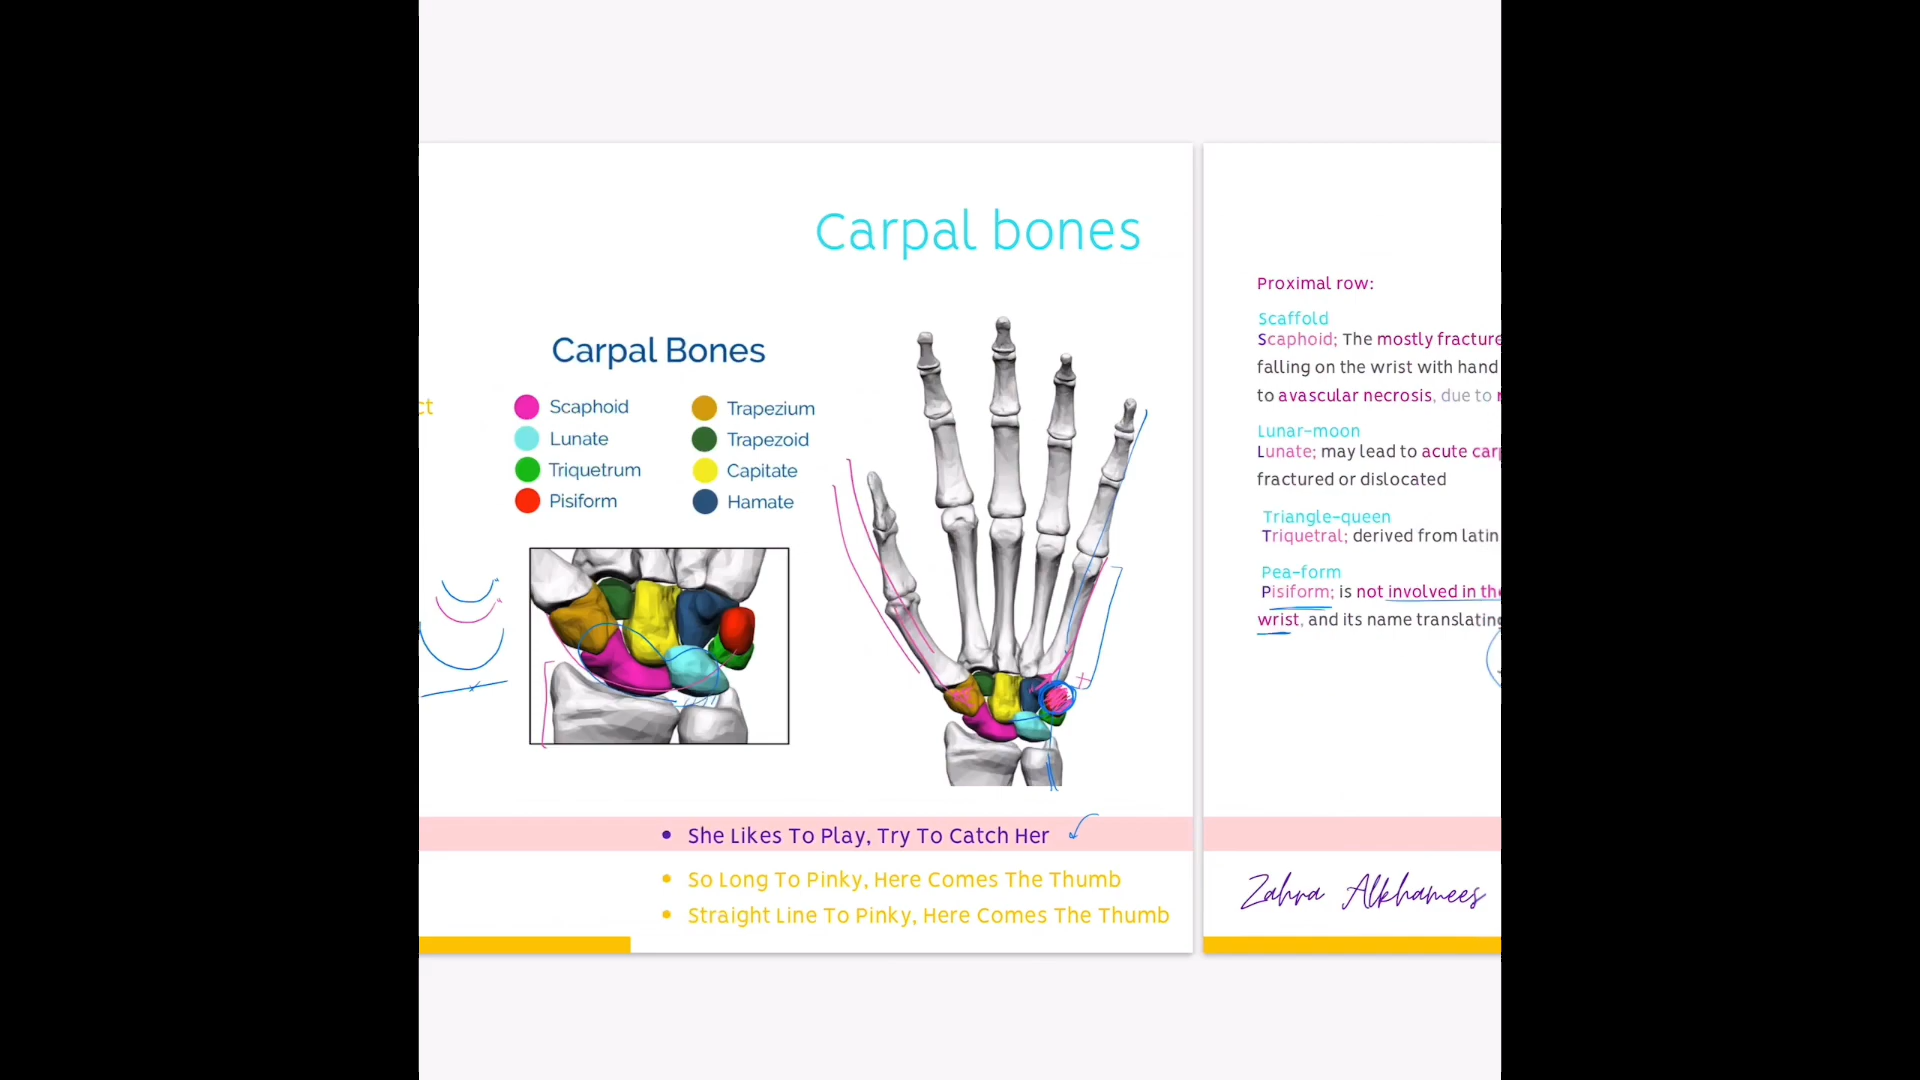 Carpal bones
ct
Carpal Bones
Scaphoid
Lunate
Triquetrum
Pisiform
Trapezium
Trapezoid
Capitate
Hamate
She Likes To Play, Try To Catch Her
So Long To Pinky, Here Comes The Thumb
Straight Line To Pinky, Here Comes The Thumb
Proximal row:
Scaffold
Scaphoid; The mostly fracture
falling on the wrist with hand
to avascular necrosis, due to
Lunar-moon
Lunate; may lead to acute carp
fractured or dislocated
Triangle-queen
Triquetral; derived from latin
Pea-form
Pisiform; is not involved in the
wrist, and its name translating
Zahra Alkhamees